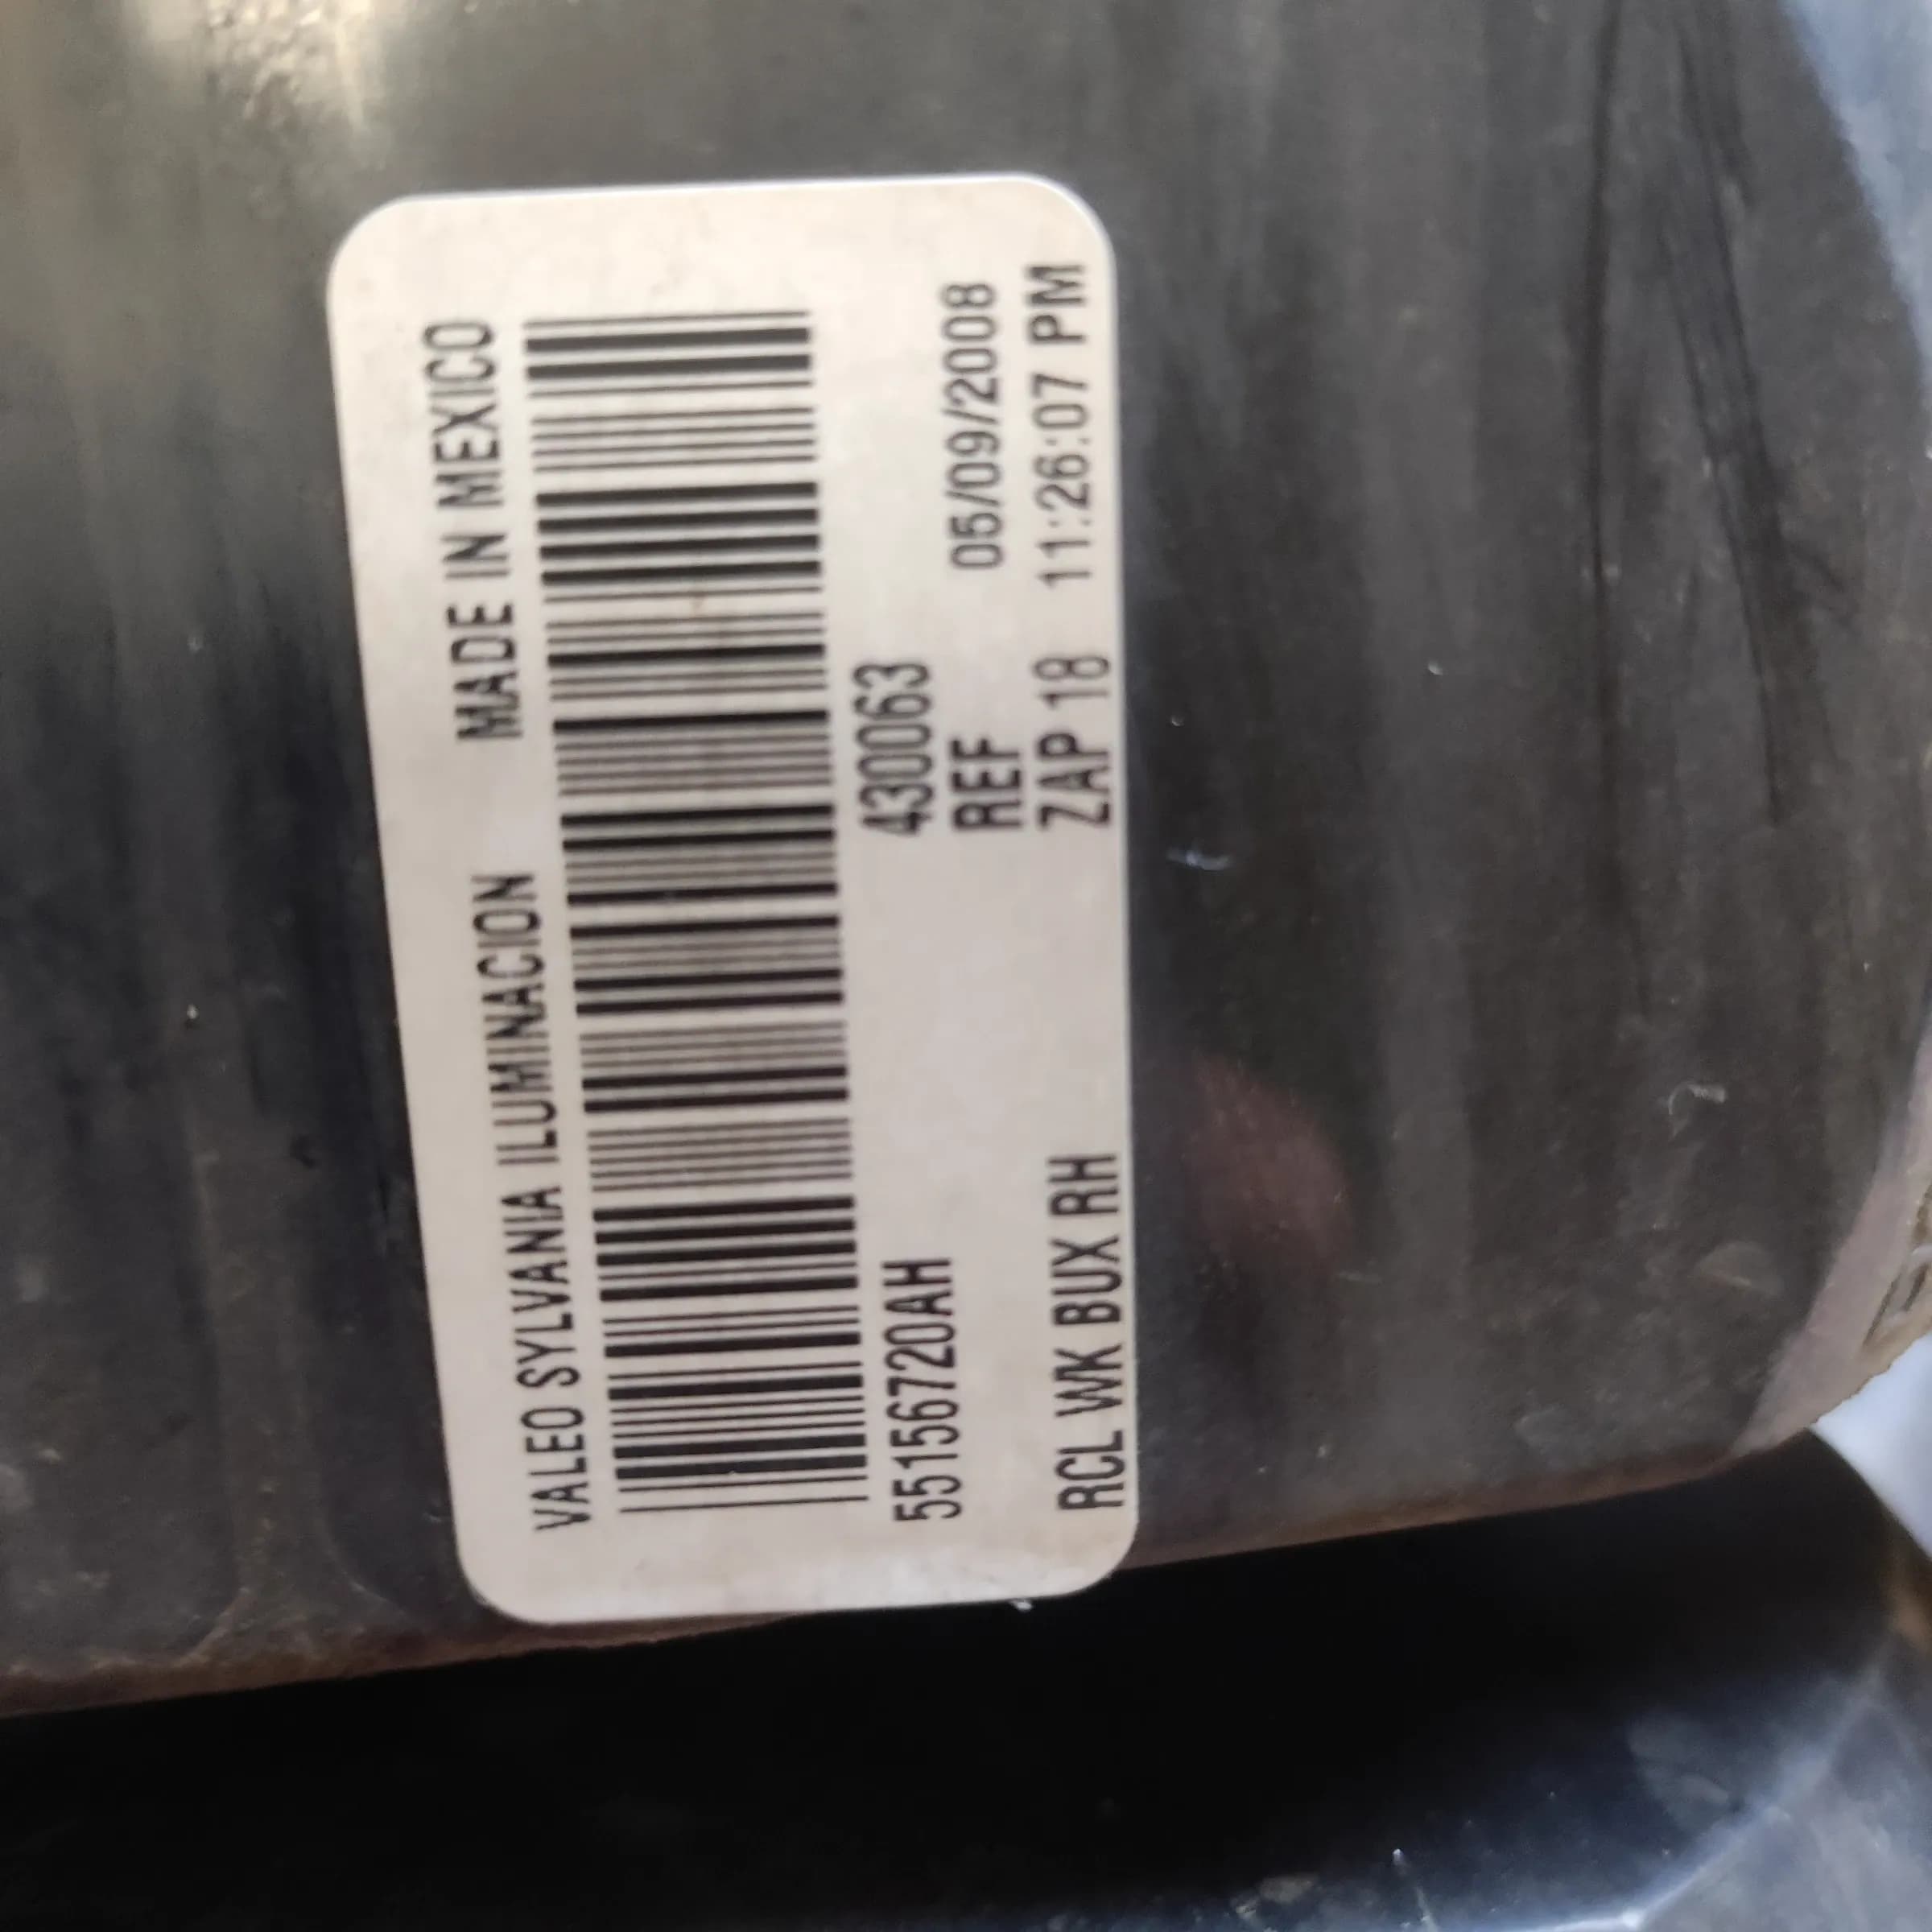 VALEO SYLVANIA ILUMINACION MADE IN MEXICO
55156720AH 430063
REF 05/09/2008
RCL WK BUX RH ZAP 18 11:26:07 PM